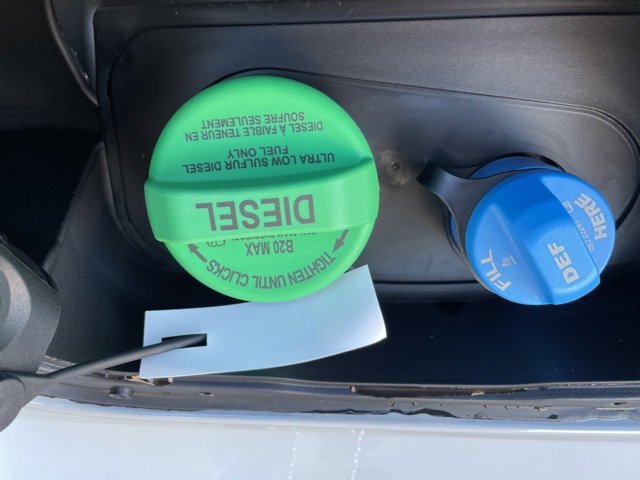 TIGHTEN UNTIL CLICKS
B20 MAX
DIESEL
ULTRA LOW SULFUR DIESEL
FUEL ONLY
DIESEL À FAIBLE TENEUR EN
SOUFRE SEULEMENT
FILL
DEF
HERE